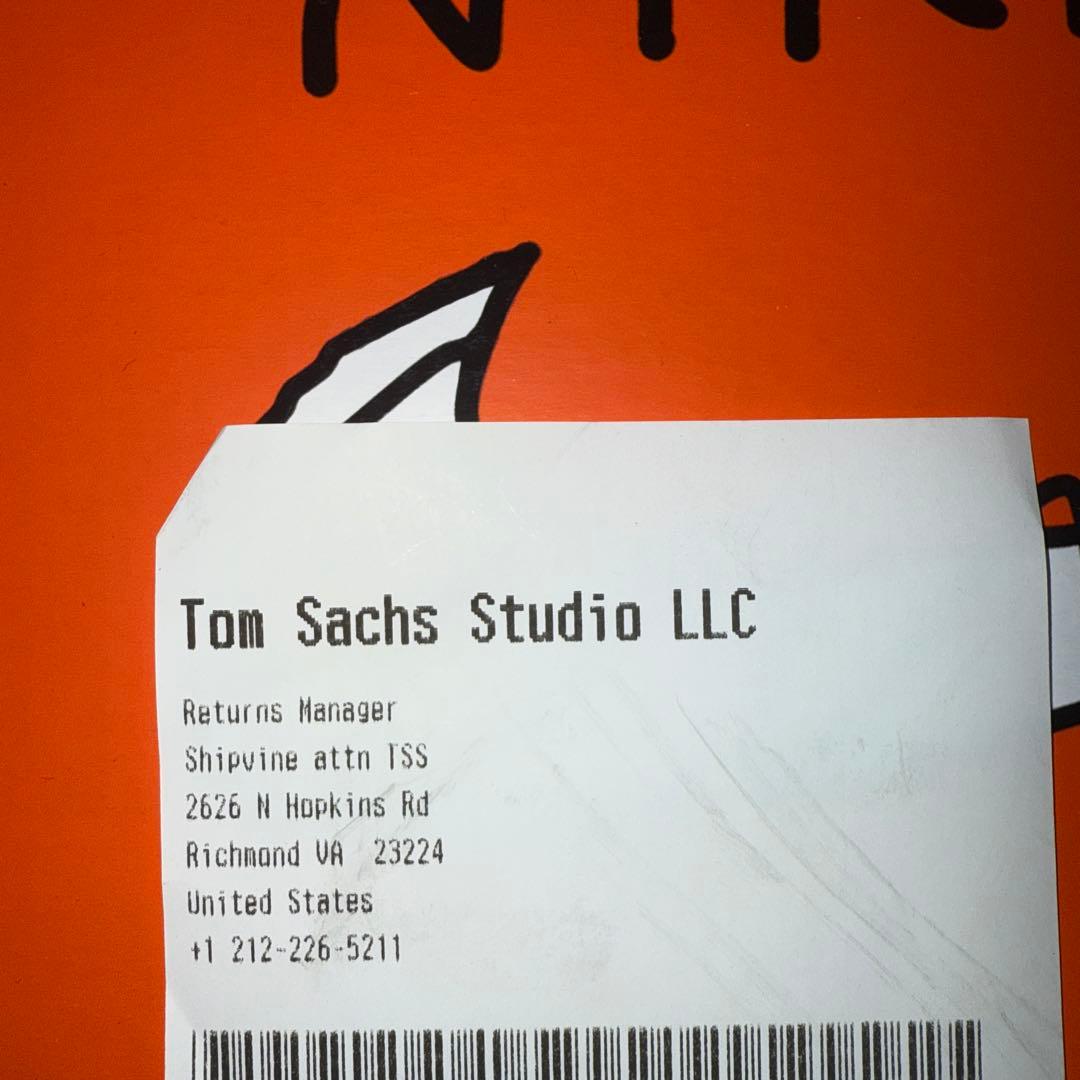 Tom Sachs Studio LLC
Returns Manager
Shipvine attn TSS
2626 N Hopkins Rd
Richmond VA 23224
United States
+1 212-226-5211